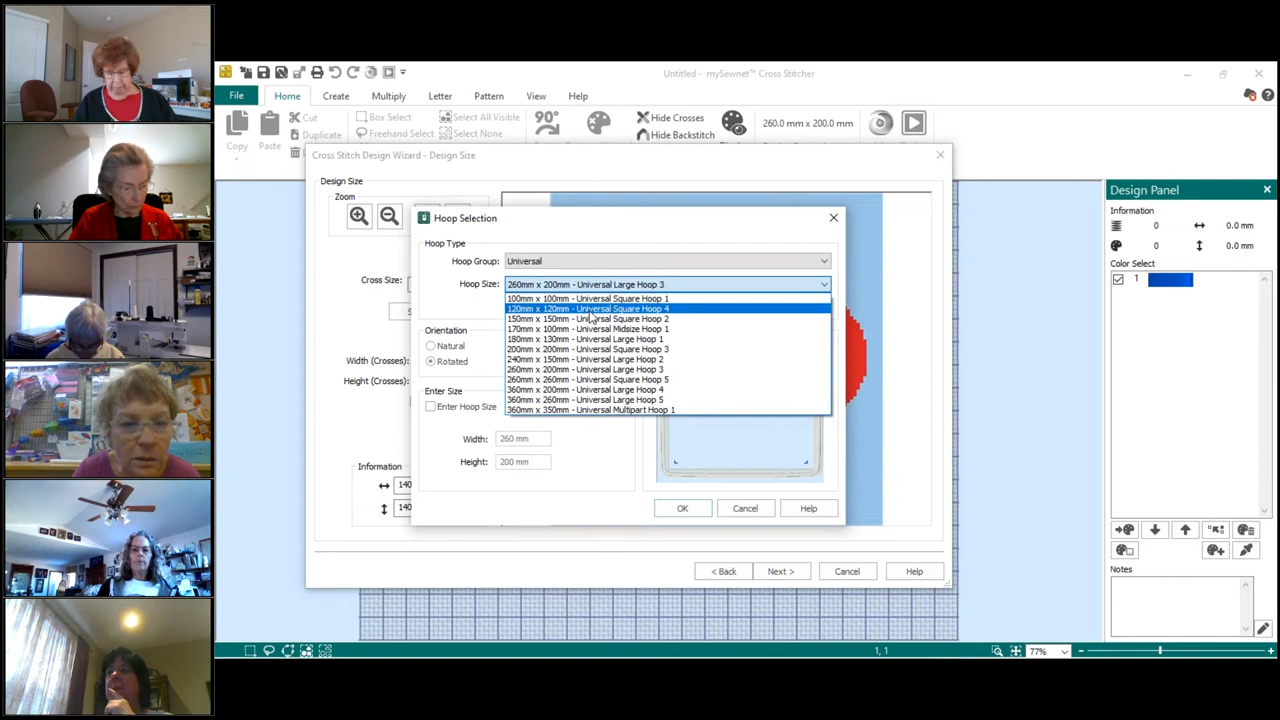 Untitled - mySewnet Cross Stitcher
File Home Create Multiply Letter Pattern View Help
Copy
Paste
Cut
Duplicate
Box Select
Freehand Select
Select All Visible
Select None
90°
Hide Crosses
Hide Backstitch
260.0 mm x 200.0 mm
Cross Stitch Design Wizard - Design Size
Design Size
Zoom
Cross Size:
Width (Crosses):
Height (Crosses):
Information
140
140
Hoop Selection
Hoop Type
Hoop Group: Universal
Hoop Size: 260mm x 200mm - Universal Large Hoop 3
100mm x 100mm - Universal Square Hoop 1
120mm x 120mm - Universal Square Hoop 4
150mm x 150mm - Universal Square Hoop 2
170mm x 100mm - Universal Midsize Hoop 1
180mm x 130mm - Universal Large Hoop 1
200mm x 200mm - Universal Square Hoop 3
240mm x 150mm - Universal Large Hoop 2
260mm x 200mm - Universal Large Hoop 3
260mm x 260mm - Universal Square Hoop 5
360mm x 200mm - Universal Large Hoop 4
360mm x 260mm - Universal Large Hoop 5
360mm x 350mm - Universal Multipart Hoop 1
Orientation
Natural
Rotated
Enter Size
Enter Hoop Size
Width: 260 mm
Height: 200 mm
OK Cancel Help
< Back Next > Cancel Help
Design Panel
Information
0 0.0 mm
0 0.0 mm
Color Select
1
Notes
1, 1
77%